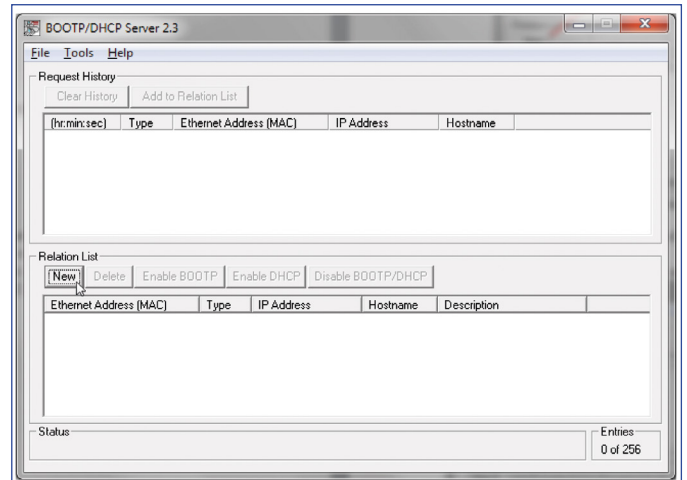 BOOTP/DHCP Server 2.3
File Tools Help
Request History
Clear History Add to Relation List
(hr:min:sec) Type Ethernet Address (MAC) IP Address Hostname
Relation List
New Delete Enable BOOTP Enable DHCP Disable BOOTP/DHCP
Ethernet Address (MAC) Type IP Address Hostname Description
Status
Entries
0 of 256